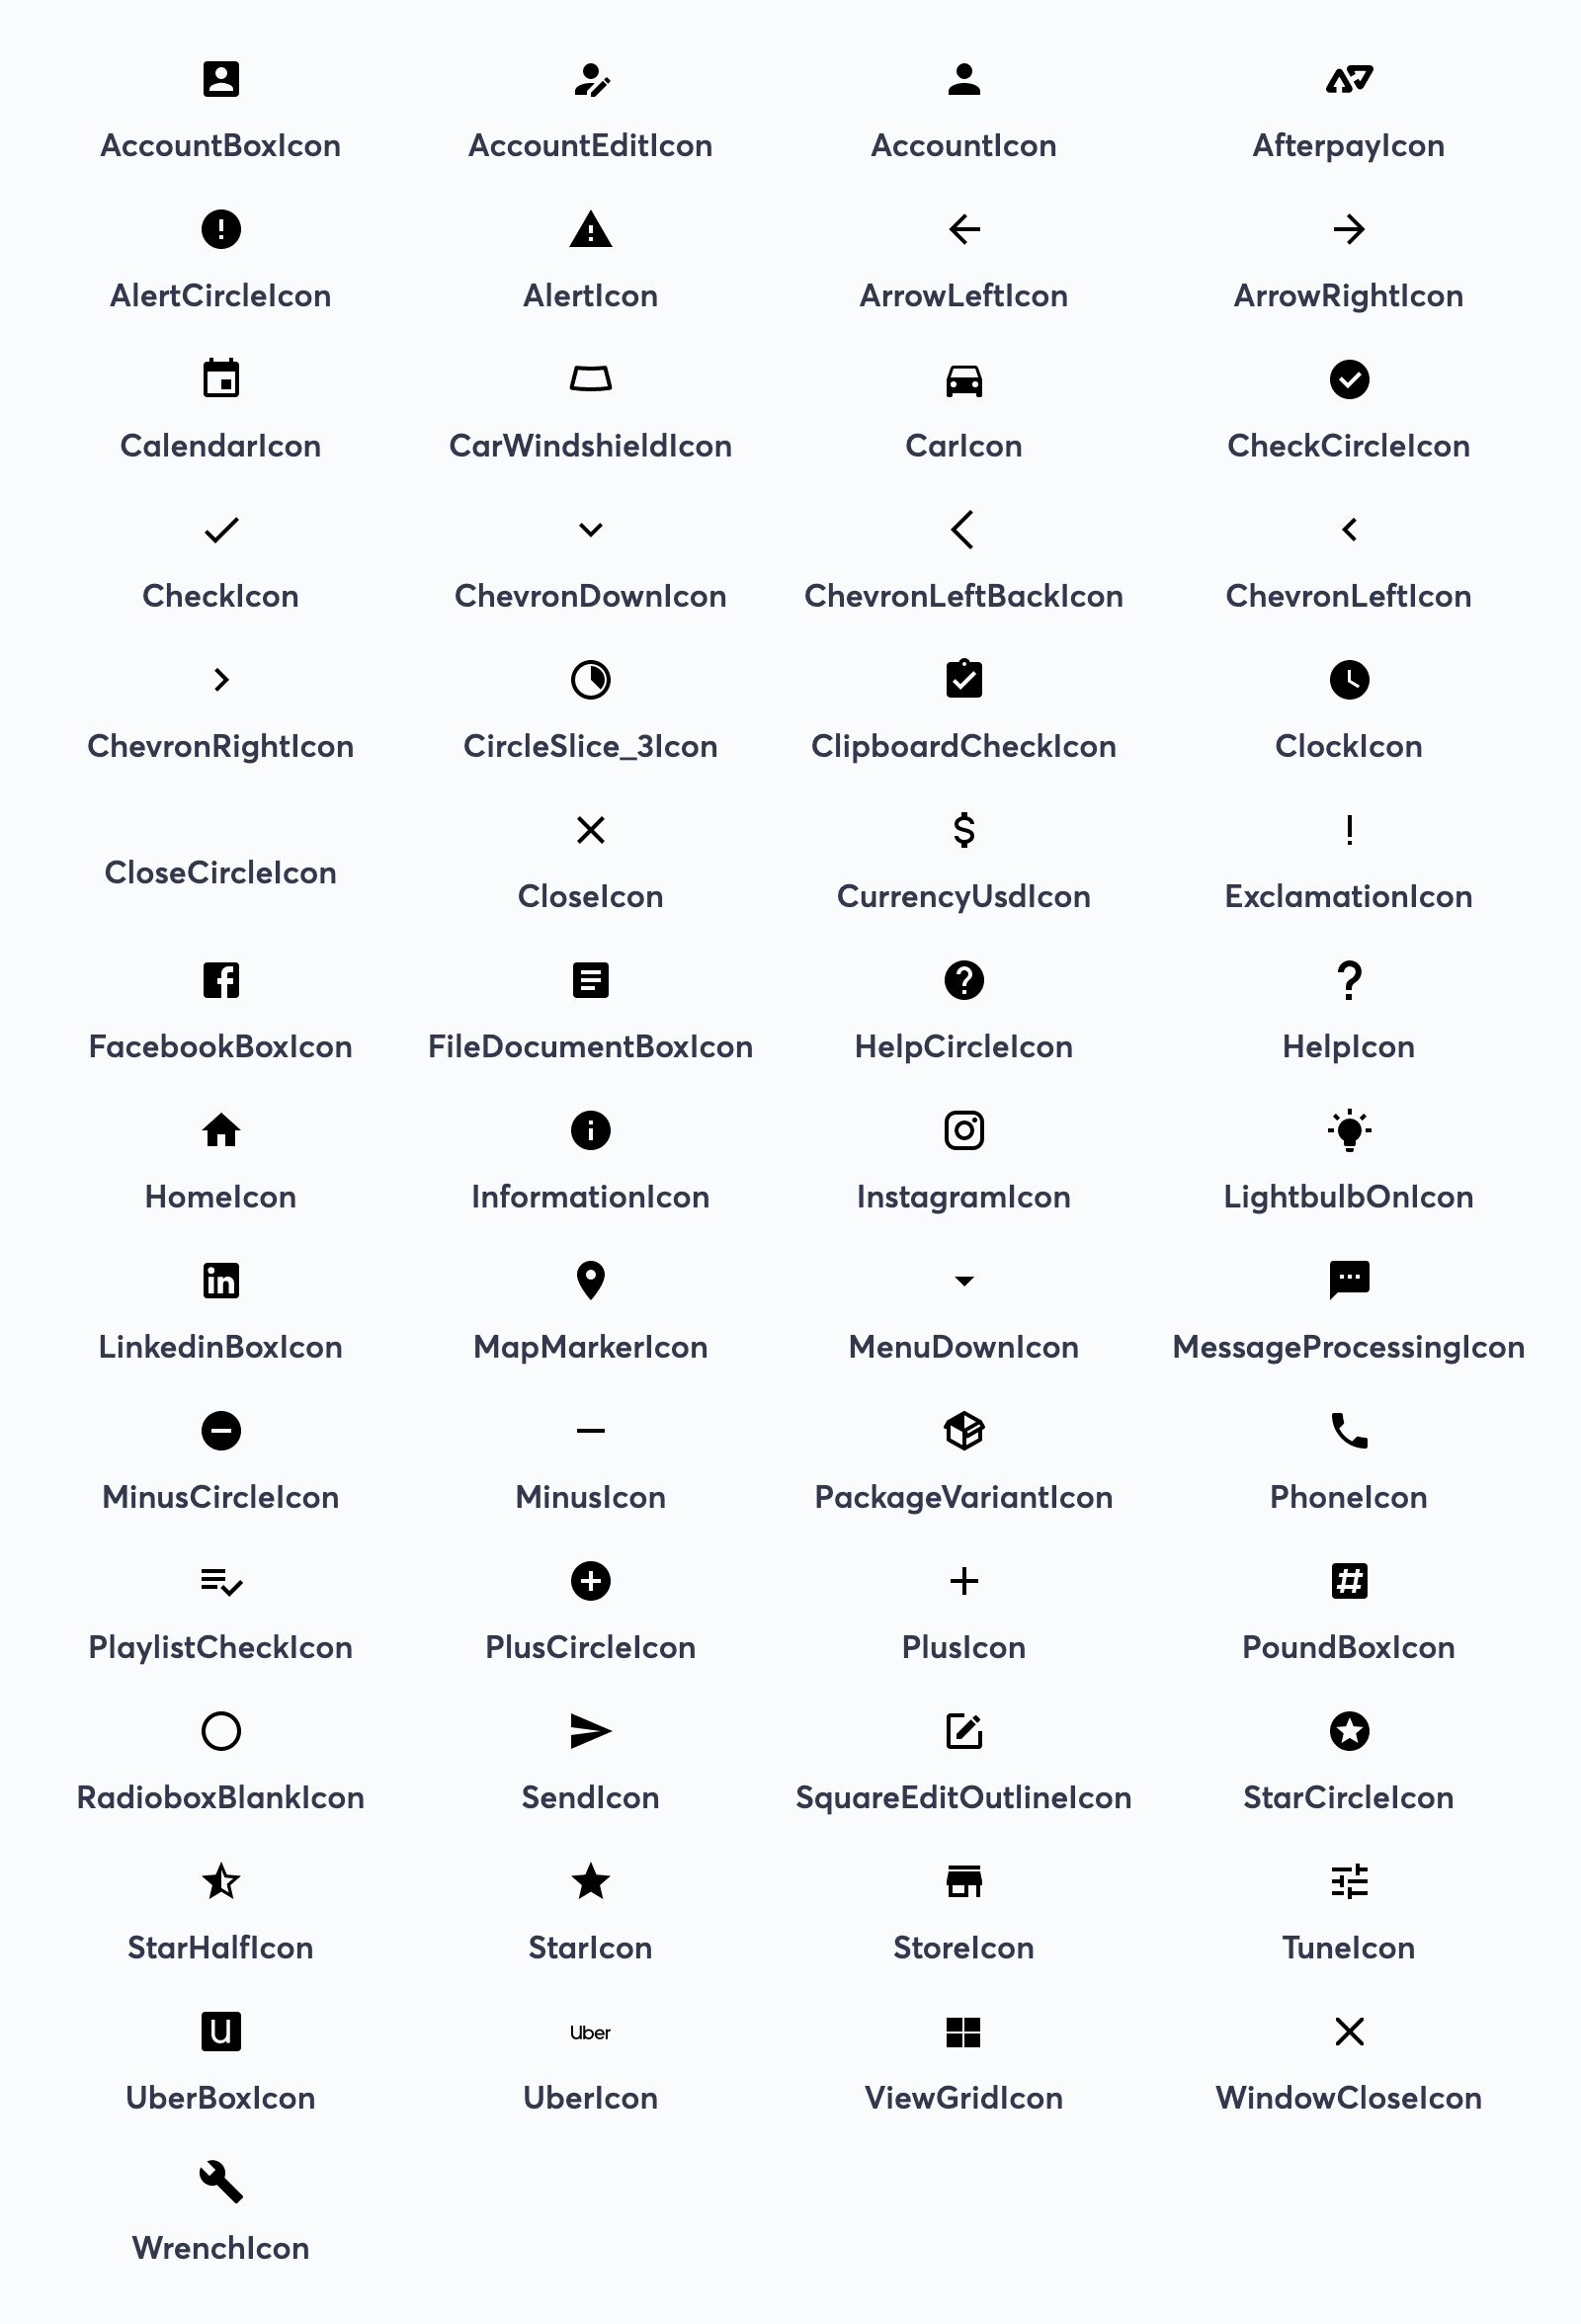 AccountBoxIcon AccountEditIcon AccountIcon AfterpayIcon
AlertCircleIcon AlertIcon ArrowLeftIcon ArrowRightIcon
CalendarIcon CarWindshieldIcon CarIcon CheckCircleIcon
CheckIcon ChevronDownIcon ChevronLeftBackIcon ChevronLeftIcon
ChevronRightIcon CircleSlice_3Icon ClipboardCheckIcon ClockIcon
CloseCircleIcon CloseIcon CurrencyUsdIcon ExclamationIcon
FacebookBoxIcon FileDocumentBoxIcon HelpCircleIcon HelpIcon
HomeIcon InformationIcon InstagramIcon LightbulbOnIcon
LinkedinBoxIcon MapMarkerIcon MenuDownIcon MessageProcessingIcon
MinusCircleIcon MinusIcon PackageVariantIcon PhoneIcon
PlaylistCheckIcon PlusCircleIcon PlusIcon PoundBoxIcon
RadioboxBlankIcon SendIcon SquareEditOutlineIcon StarCircleIcon
StarHalfIcon StarIcon StoreIcon TuneIcon
Uber
UberBoxIcon UberIcon ViewGridIcon WindowCloseIcon
WrenchIcon